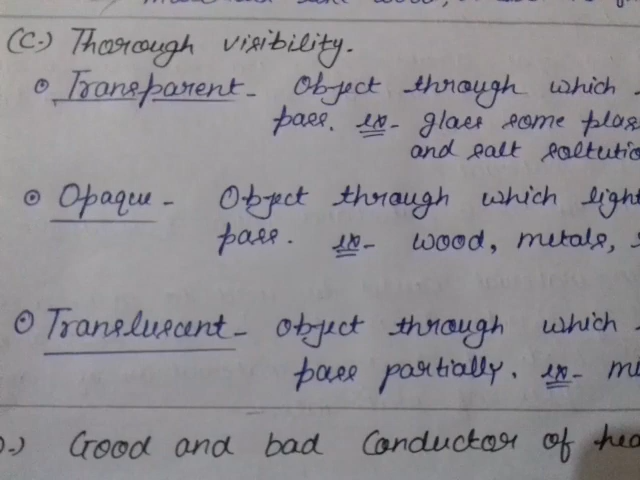 (C.) Thorough visibility.
Transparent - Object through which
pass. ex- glass some plas
and salt soltutio
Opaque - Object through which light
pass. ex- wood, metals,
Transluscant - object through which
pass partially. ex-
Good and bad Conductor of hea